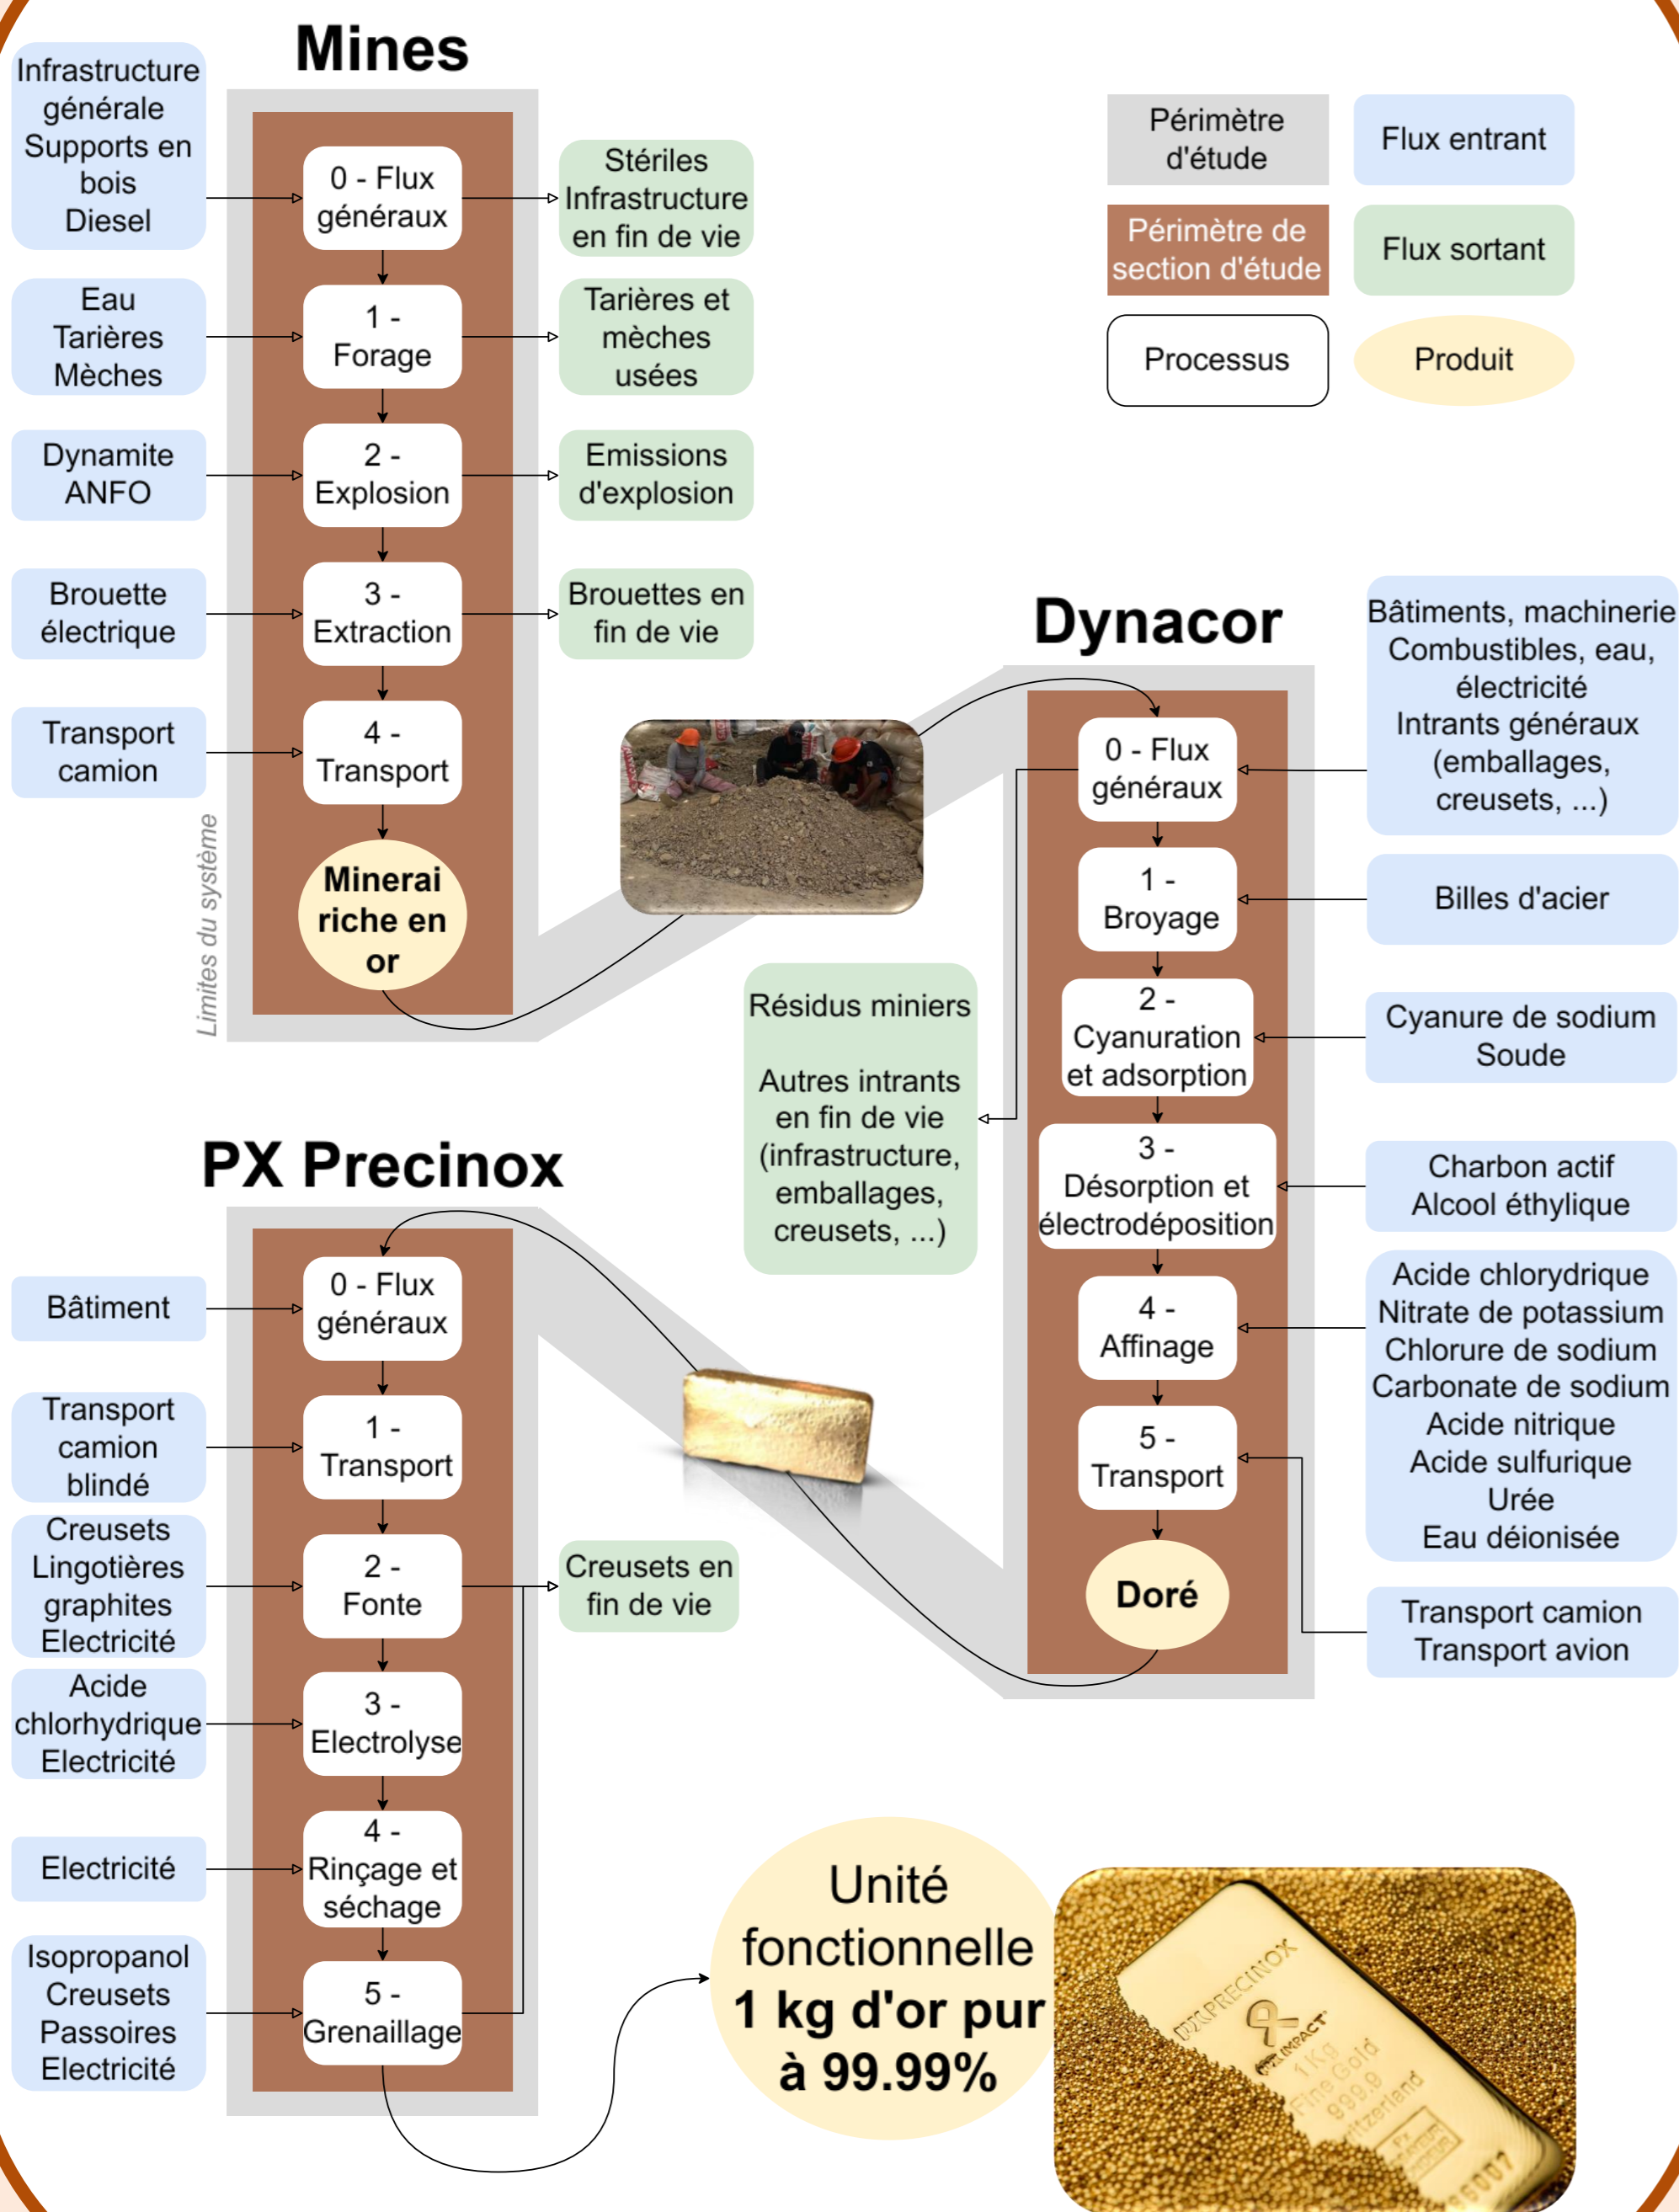 Mines
Infrastructure
générale
Supports en
bois
Diesel
0 - Flux
généraux
Stériles
Infrastructure
en fin de vie
Eau
Tarières
Mèches
1 -
Forage
Tarières et
mèches
usées
Dynamite
ANFO
2 -
Explosion
Emissions
d'explosion
Brouette
électrique
3 -
Extraction
Brouettes en
fin de vie
Transport
camion
4 -
Transport
Minerai
riche en
or
Limites du système
Périmètre
d'étude
Flux entrant
Périmètre de
section d'étude
Flux sortant
Processus
Produit
Dynacor
0 - Flux
généraux
Bâtiments, machinerie
Combustibles, eau,
électricité
Intrants généraux
(emballages,
creusets, ...)
1 -
Broyage
Billes d'acier
2 -
Cyanuration
et adsorption
Cyanure de sodium
Soude
Résidus miniers
Autres intrants
en fin de vie
(infrastructure,
emballages,
creusets, ...)
3 -
Désorption et
électrodéposition
Charbon actif
Alcool éthylique
4 -
Affinage
Acide chlorydrique
Nitrate de potassium
Chlorure de sodium
Carbonate de sodium
Acide nitrique
Acide sulfurique
Urée
Eau déionisée
5 -
Transport
Transport camion
Transport avion
Doré
PX Precinox
Bâtiment
0 - Flux
généraux
Transport
camion
blindé
1 -
Transport
Creusets
Lingotières
graphites
Electricité
2 -
Fonte
Creusets en
fin de vie
Acide
chlorhydrique
Electricité
3 -
Electrolyse
Electricité
4 -
Rinçage et
séchage
Isopropanol
Creusets
Passoires
Electricité
5 -
Grenaillage
Unité
fonctionnelle
1 kg d'or pur
à 99.99%
PRECINOX
IMPACT
1Kg
Fine Gold
999.9